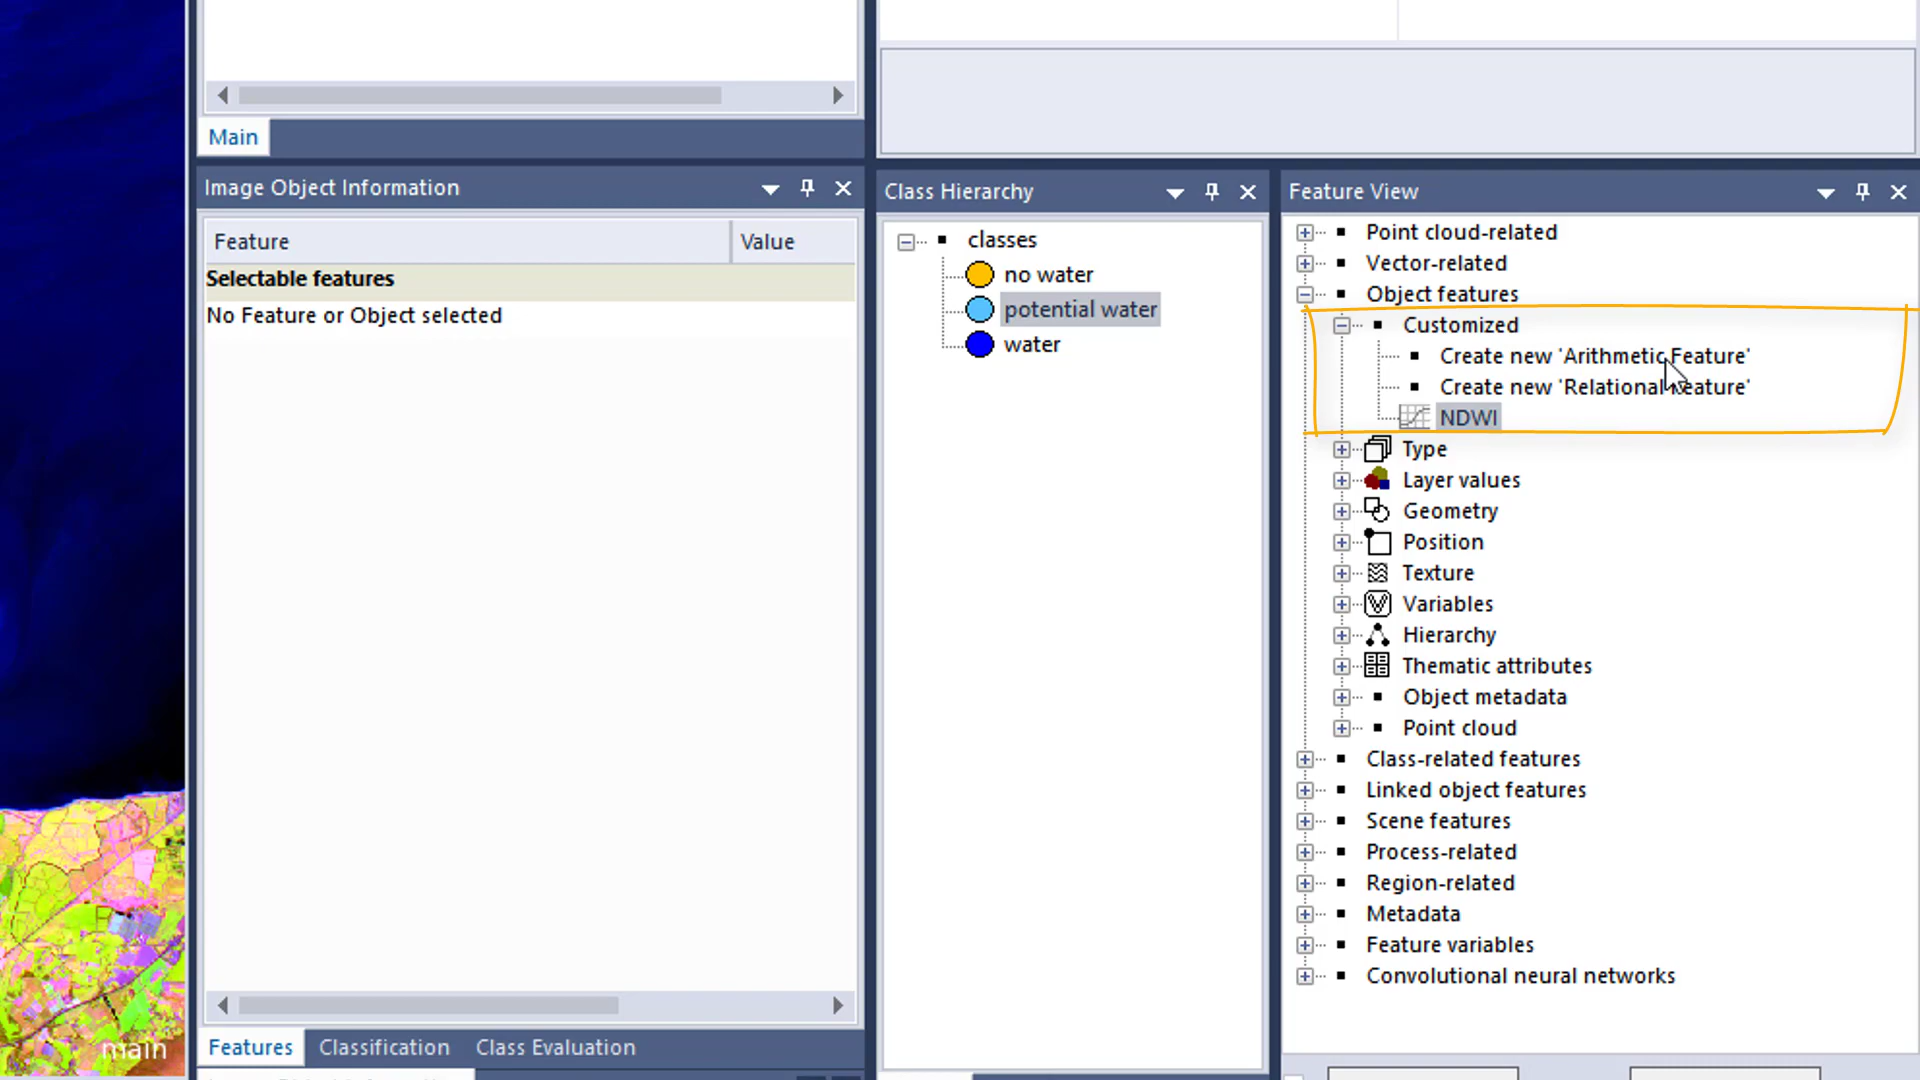 Main
Image Object Information
Feature Value
Selectable features
No Feature or Object selected
Features Classification Class Evaluation
main
Class Hierarchy
classes
no water
potential water
water
Feature View
Point cloud-related
Vector-related
Object features
Customized
Create new 'Arithmetic Feature'
Create new 'Relational Feature'
NDWI
Type
Layer values
Geometry
Position
Texture
Variables
Hierarchy
Thematic attributes
Object metadata
Point cloud
Class-related features
Linked object features
Scene features
Process-related
Region-related
Metadata
Feature variables
Convolutional neural networks